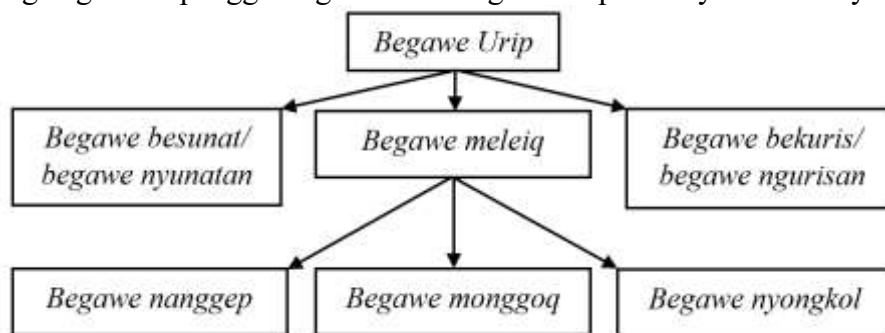 Begawe Urip
Begawe besunat/
begawe nyunatan
Begawe meleiq
Begawe bekuris/
begawe ngurisan
Begawe nanggep
Begawe monggoq
Begawe nyongkol